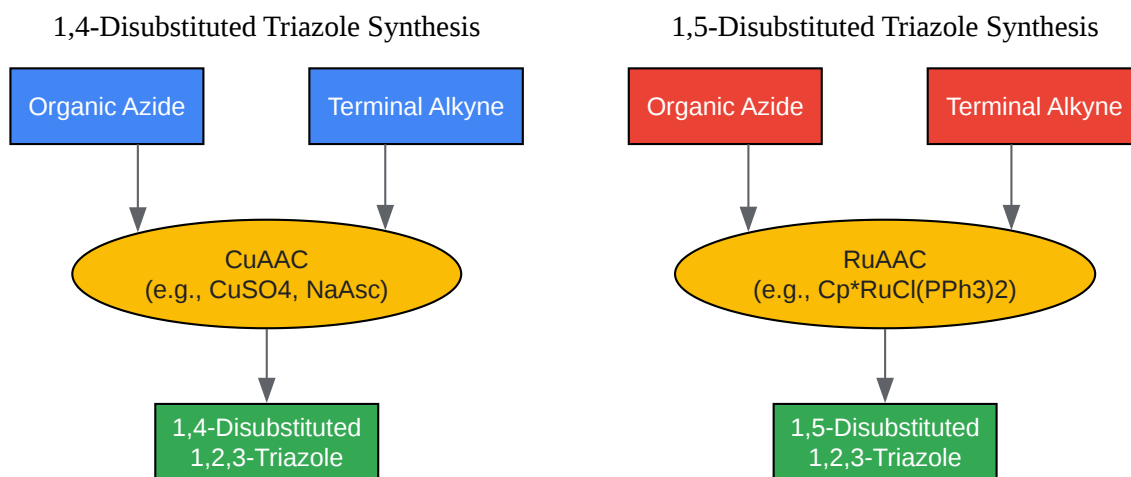 1,4-Disubstituted Triazole Synthesis
Organic Azide
Terminal Alkyne
CuAAC
(e.g., CuSO4, NaAsc)
1,4-Disubstituted
1,2,3-Triazole
1,5-Disubstituted Triazole Synthesis
Organic Azide
Terminal Alkyne
RuAAC
(e.g., Cp*RuCl(PPh3)2)
1,5-Disubstituted
1,2,3-Triazole